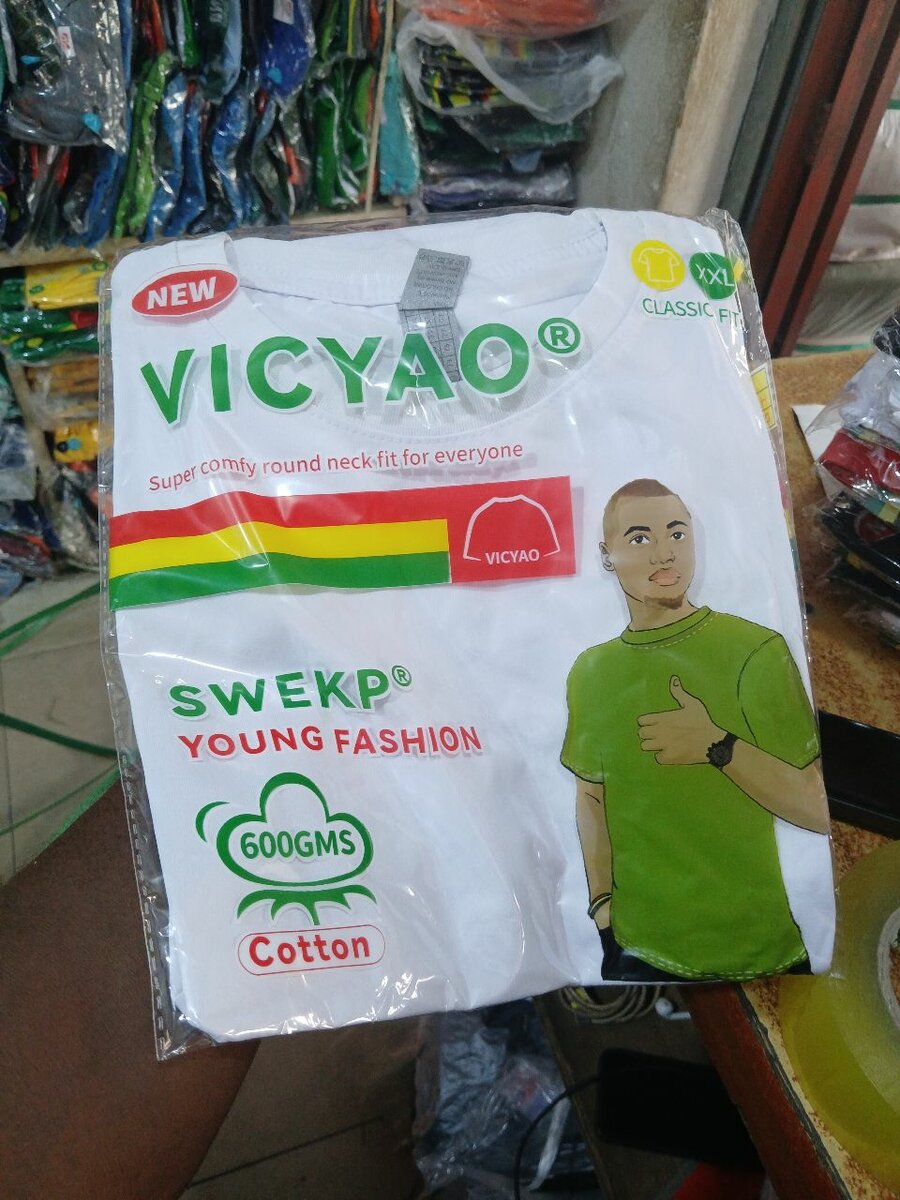 NEW
XXL
CLASSIC FIT
VICYAO®
Super comfy round neck fit for everyone
VICYAO
SWEKP®
YOUNG FASHION
600GMS
Cotton